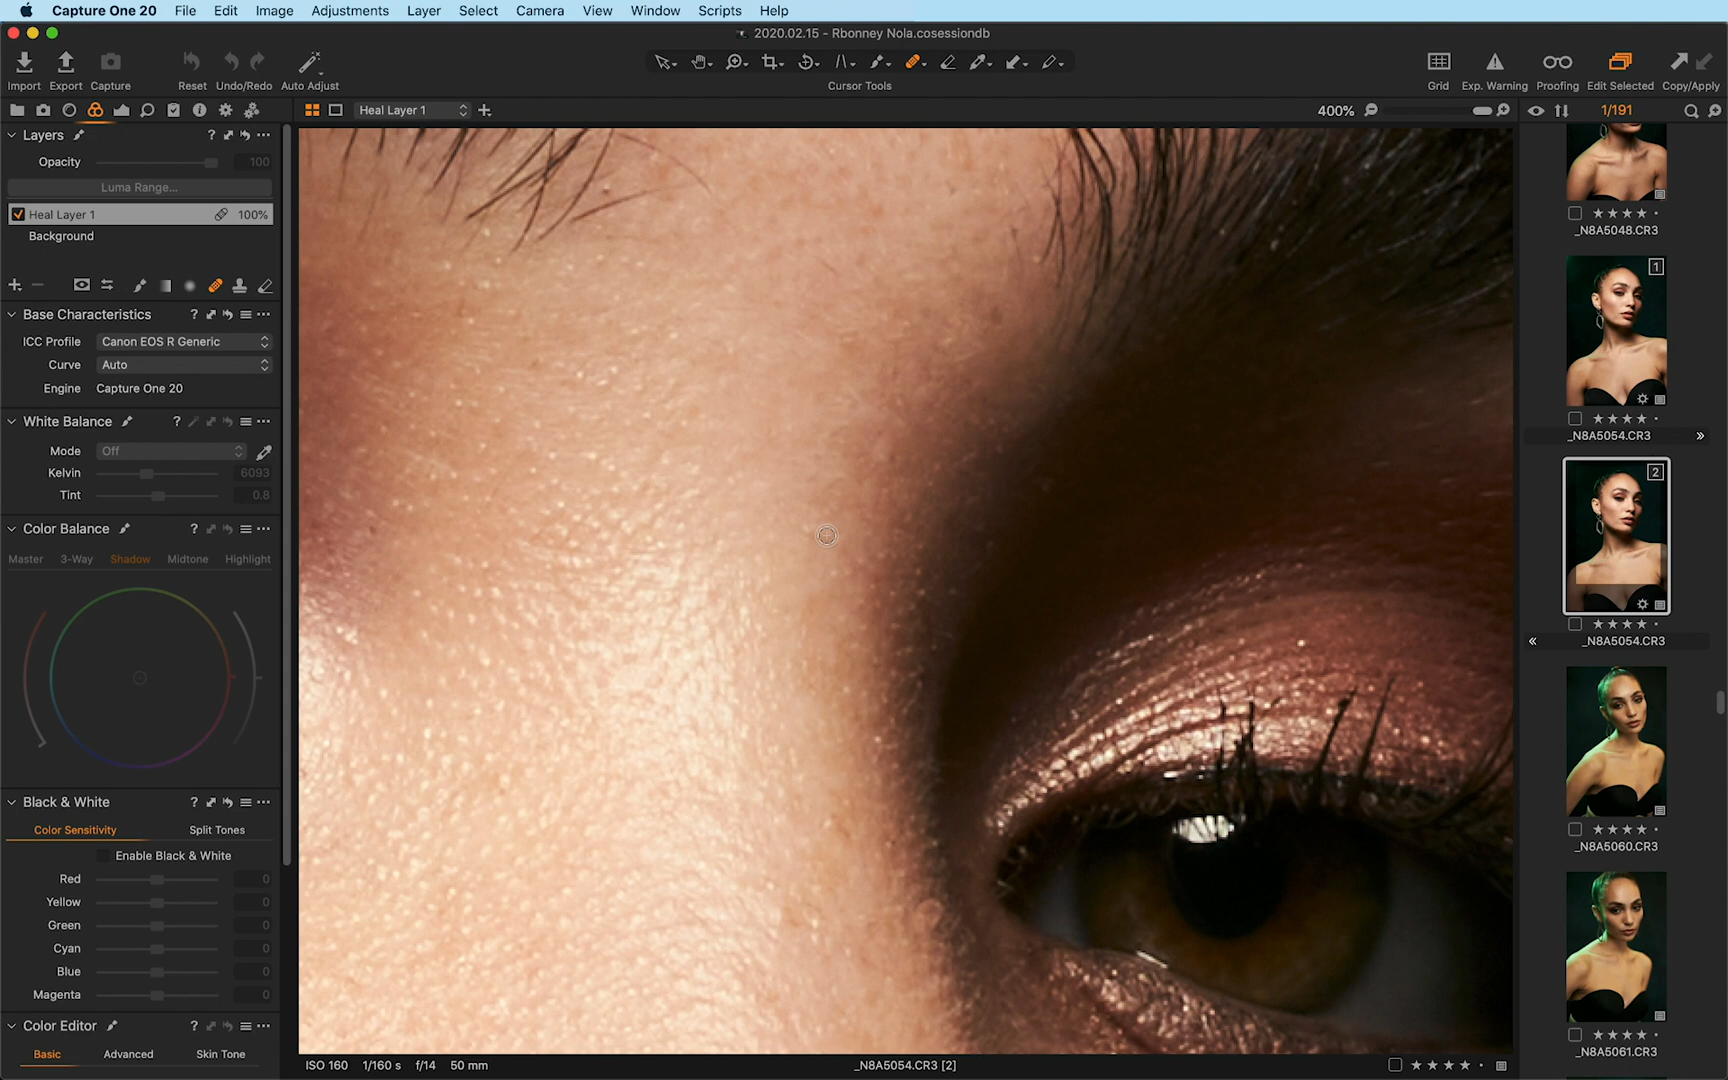 Capture One 20 File Edit Image Adjustments Layer Select Camera View Window Scripts Help
2020.02.15 - Rbonney Nola.cosessiondb
Import Export Capture Reset Undo/Redo Auto Adjust Cursor Tools Grid Exp. Warning Proofing Edit Selected Copy/Apply
Heal Layer 1 400% 1/191
Layers ?
Opacity 100
Luma Range...
Heal Layer 1 100%
Background
Base Characteristics ?
ICC Profile Canon EOS R Generic
Curve Auto
Engine Capture One 20
White Balance ?
Mode Off
Kelvin 6093
Tint 0.8
Color Balance ?
Master 3-Way Shadow Midtone Highlight
Black & White ?
Color Sensitivity Split Tones
Enable Black & White
Red 0
Yellow 0
Green 0
Cyan 0
Blue 0
Magenta 0
Color Editor ?
Basic Advanced Skin Tone
ISO 160 1/160 s f/14 50 mm _N8A5054.CR3 [2]
_N8A5048.CR3
1
_N8A5054.CR3 »
2
« _N8A5054.CR3
_N8A5060.CR3
_N8A5061.CR3